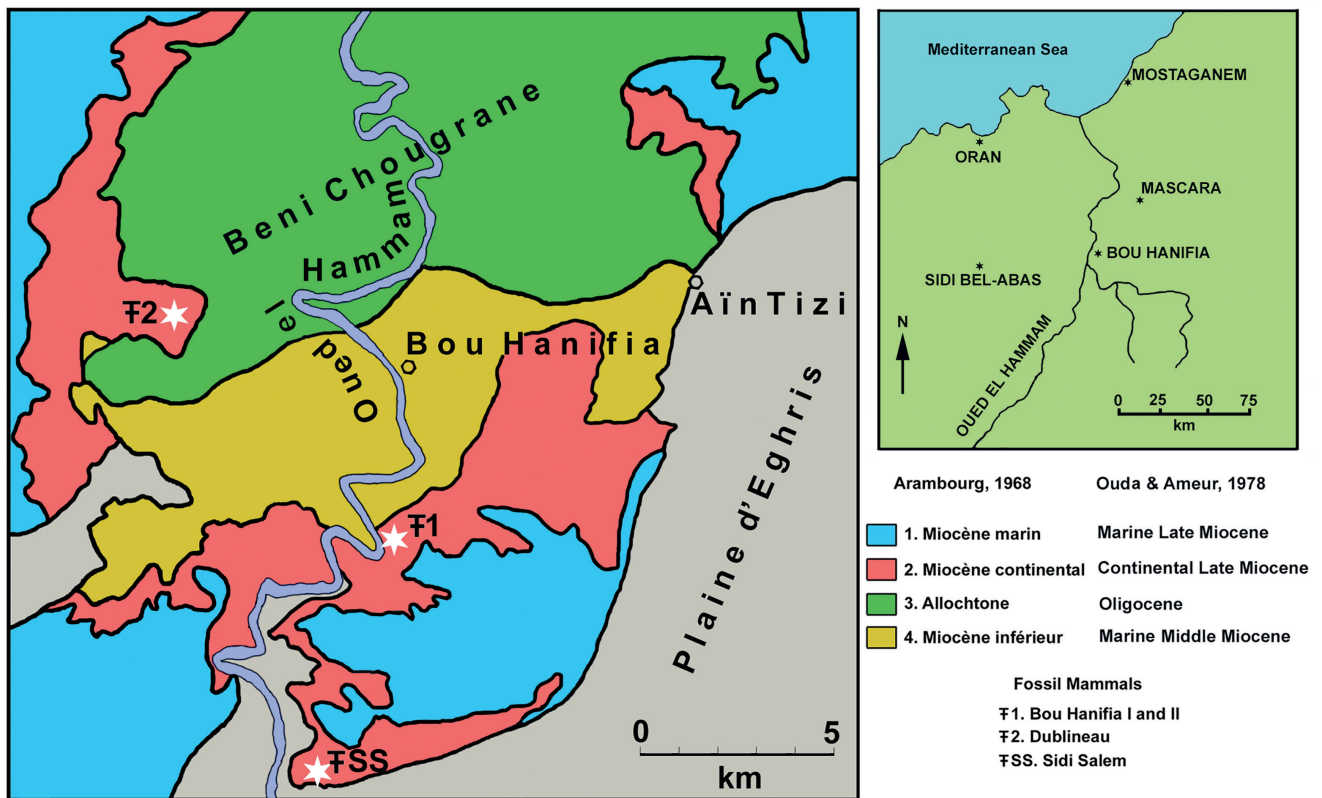 Beni Chougrane
Oued el Hammam
Ŧ2
Bou Hanifia
Aïn Tizi
Plaine d'Eghris
Ŧ1
ŦSS
0 5
km
Mediterranean Sea
MOSTAGANEM
ORAN
MASCARA
BOU HANIFIA
SIDI BEL-ABAS
N
OUED EL HAMMAM
0 25 50 75
km
Arambourg, 1968 Ouda & Ameur, 1978
1. Miocène marin Marine Late Miocene
2. Miocène continental Continental Late Miocene
3. Allochtone Oligocene
4. Miocène inférieur Marine Middle Miocene
Fossil Mammals
Ŧ1. Bou Hanifia I and II
Ŧ2. Dublineau
ŦSS. Sidi Salem